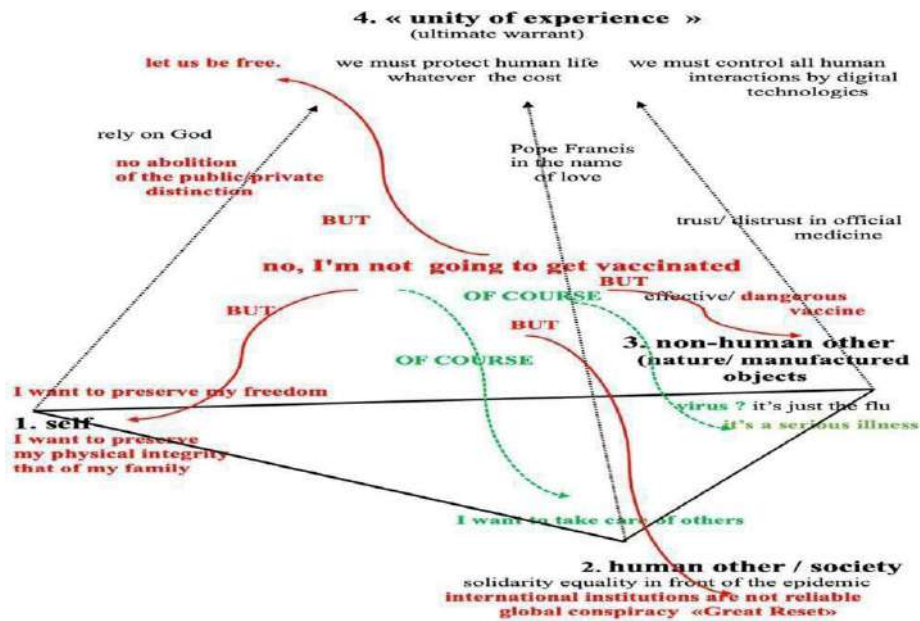 4. « unity of experience »
(ultimate warrant)
let us be free.
we must protect human life
whatever the cost
we must control all human
interactions by digital
technologies
rely on God
no abolition
of the public/private
distinction
Pope Francis
in the name
of love
trust/ distrust in official
medicine
BUT
no, I'm not going to get vaccinated
BUT
OF COURSE
BUT
BUT
effective/ dangerous
vaccine
OF COURSE
3. non-human other
(nature/ manufactured
objects
I want to preserve my freedom
1. self
I want to preserve
my physical integrity
that of my family
virus ? it's just the flu
it's a serious illness
I want to take care of others
2. human other / society
solidarity equality in front of the epidemic
international institutions are not reliable
global conspiracy «Great Reset»